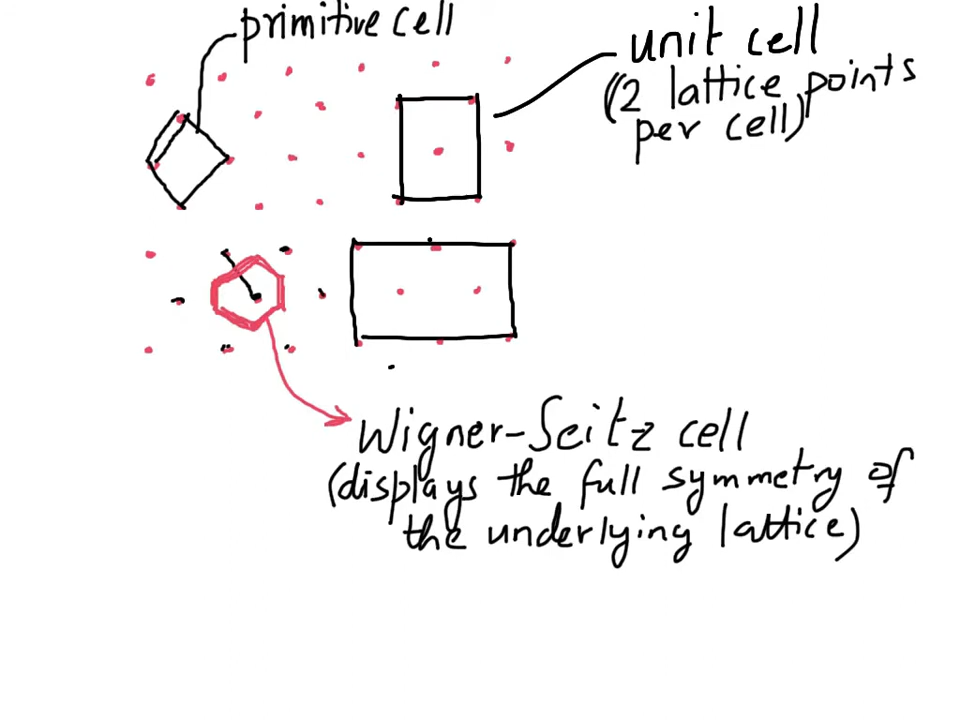 primitive cell
unit cell
(2 lattice points
per cell)
Wigner-Seitz cell
(displays the full symmetry of
the underlying lattice)